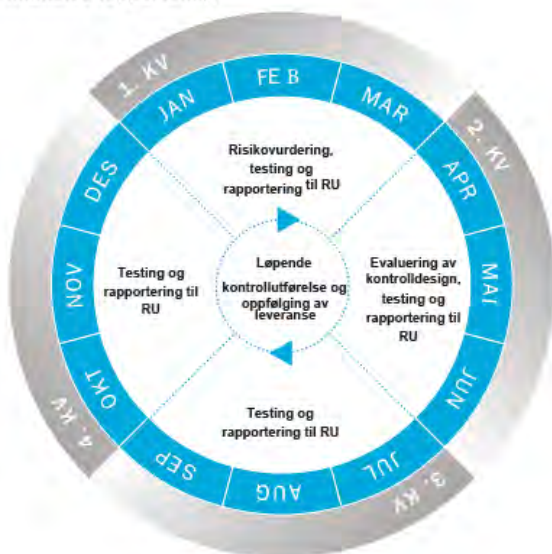 1. KV
JAN
FEB
MAR
2. KV
APR
MAI
JUN
3. KV
JUL
AUG
SEP
4. KV
OKT
NOV
DES
Risikovurdering,
testing og
rapportering til RU
Evaluering av
kontrolldesign,
testing og
rapportering til
RU
Testing og
rapportering til RU
Testing og
rapportering til
RU
Løpende
kontrollutførelse og
oppfølging av
leveranse